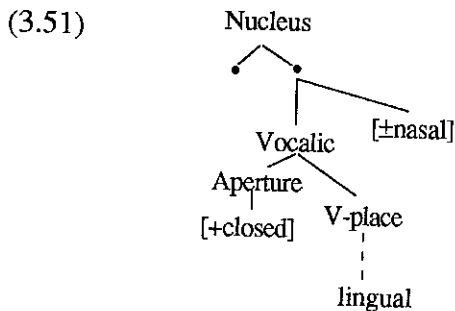 (3.51)
Nucleus
• •
Vocalic
[±nasal]
Aperture
V-place
[+closed]
lingual